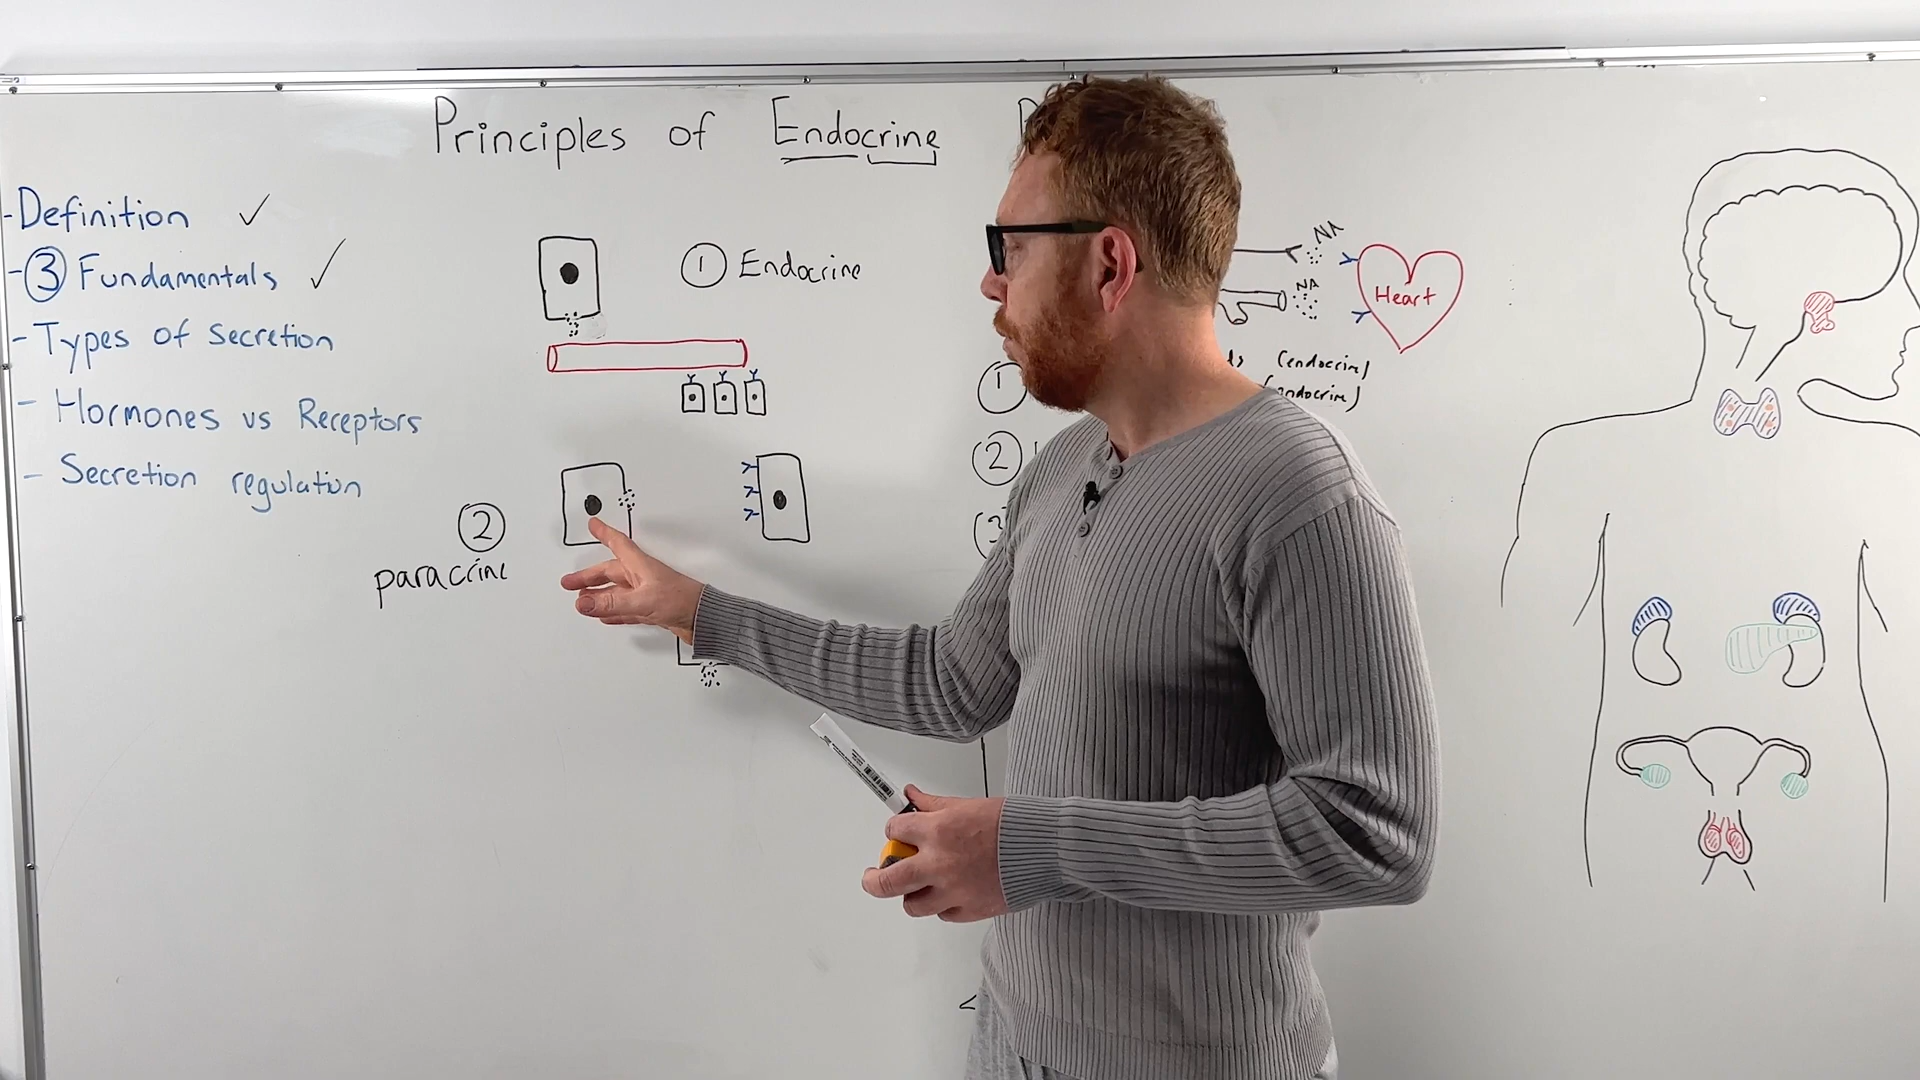 Principles of Endocrine
- Definition ✓
- ③ Fundamentals ✓
- Types of secretion
- Hormones vs Receptors
- Secretion regulation
① Endocrine
②
paracrine
NA
NA
Heart
①
(endocrine)
②
③